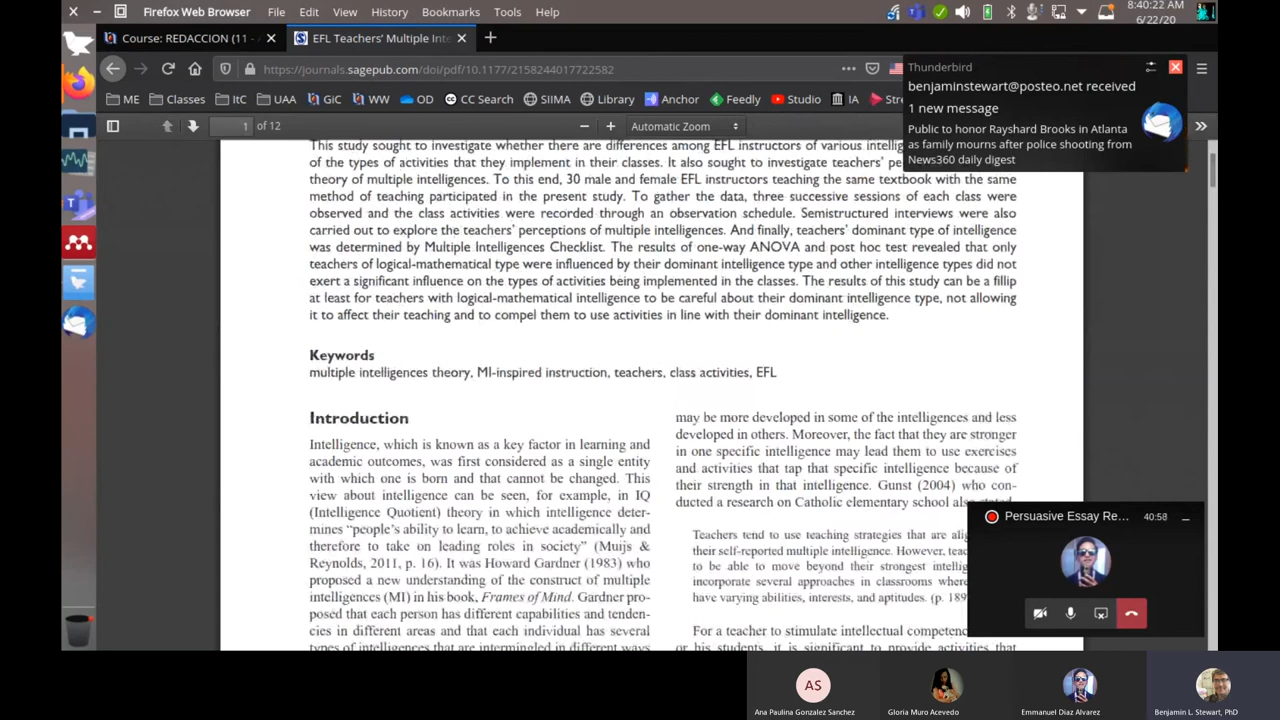 Firefox Web Browser File Edit View History Bookmarks Tools Help 8:40:22 AM
6/22/20
Course: REDACCION (11 - EFL Teachers' Multiple Inte
https://journals.sagepub.com/doi/pdf/10.1177/2158244017722582
ME Classes ItC UAA GiC WW OD CC Search SIIMA Library Anchor Feedly Studio IA Stre
1 of 12 Automatic Zoom
Thunderbird
benjaminstewart@posteo.net received
1 new message
Public to honor Rayshard Brooks in Atlanta
as family mourns after police shooting from
News360 daily digest
This study sought to investigate whether there are differences among EFL instructors of various intel
of the types of activities that they implement in their classes. It also sought to investigate teachers' pe
theory of multiple intelligences. To this end, 30 male and female EFL instructors teaching the same textbook with the same
method of teaching participated in the present study. To gather the data, three successive sessions of each class were
observed and the class activities were recorded through an observation schedule. Semistructured interviews were also
carried out to explore the teachers' perceptions of multiple intelligences. And finally, teachers' dominant type of intelligence
was determined by Multiple Intelligences Checklist. The results of one-way ANOVA and post hoc test revealed that only
teachers of logical-mathematical type were influenced by their dominant intelligence type and other intelligence types did not
exert a significant influence on the types of activities being implemented in the classes. The results of this study can be a fillip
at least for teachers with logical-mathematical intelligence to be careful about their dominant intelligence type, not allowing
it to affect their teaching and to compel them to use activities in line with their dominant intelligence.
Keywords
multiple intelligences theory, MI-inspired instruction, teachers, class activities, EFL
Introduction
Intelligence, which is known as a key factor in learning and
academic outcomes, was first considered as a single entity
with which one is born and that cannot be changed. This
view about intelligence can be seen, for example, in IQ
(Intelligence Quotient) theory in which intelligence deter-
mines "people's ability to learn, to achieve academically and
therefore to take on leading roles in society" (Muijs &
Reynolds, 2011, p. 16). It was Howard Gardner (1983) who
proposed a new understanding of the construct of multiple
intelligences (MI) in his book, Frames of Mind. Gardner pro-
posed that each person has different capabilities and tenden-
cies in different areas and that each individual has several
types of intelligences that are intermingled in different ways
may be more developed in some of the intelligences and less
developed in others. Moreover, the fact that they are stronger
in one specific intelligence may lead them to use exercises
and activities that tap that specific intelligence because of
their strength in that intelligence. Gunst (2004) who con-
ducted a research on Catholic elementary school also stated,
Teachers tend to use teaching strategies that are alig
their self-reported multiple intelligence. However, teac
to be able to move beyond their strongest intellig
incorporate several approaches in classrooms where
have varying abilities, interests, and aptitudes. (p. 189
For a teacher to stimulate intellectual competenc
or his students, it is significant to provide activities that
Persuasive Essay Re... 40:58
AS
Ana Paulina Gonzalez Sanchez
Gloria Muro Acevedo
Emmanuel Diaz Alvarez
Benjamin L. Stewart, PhD